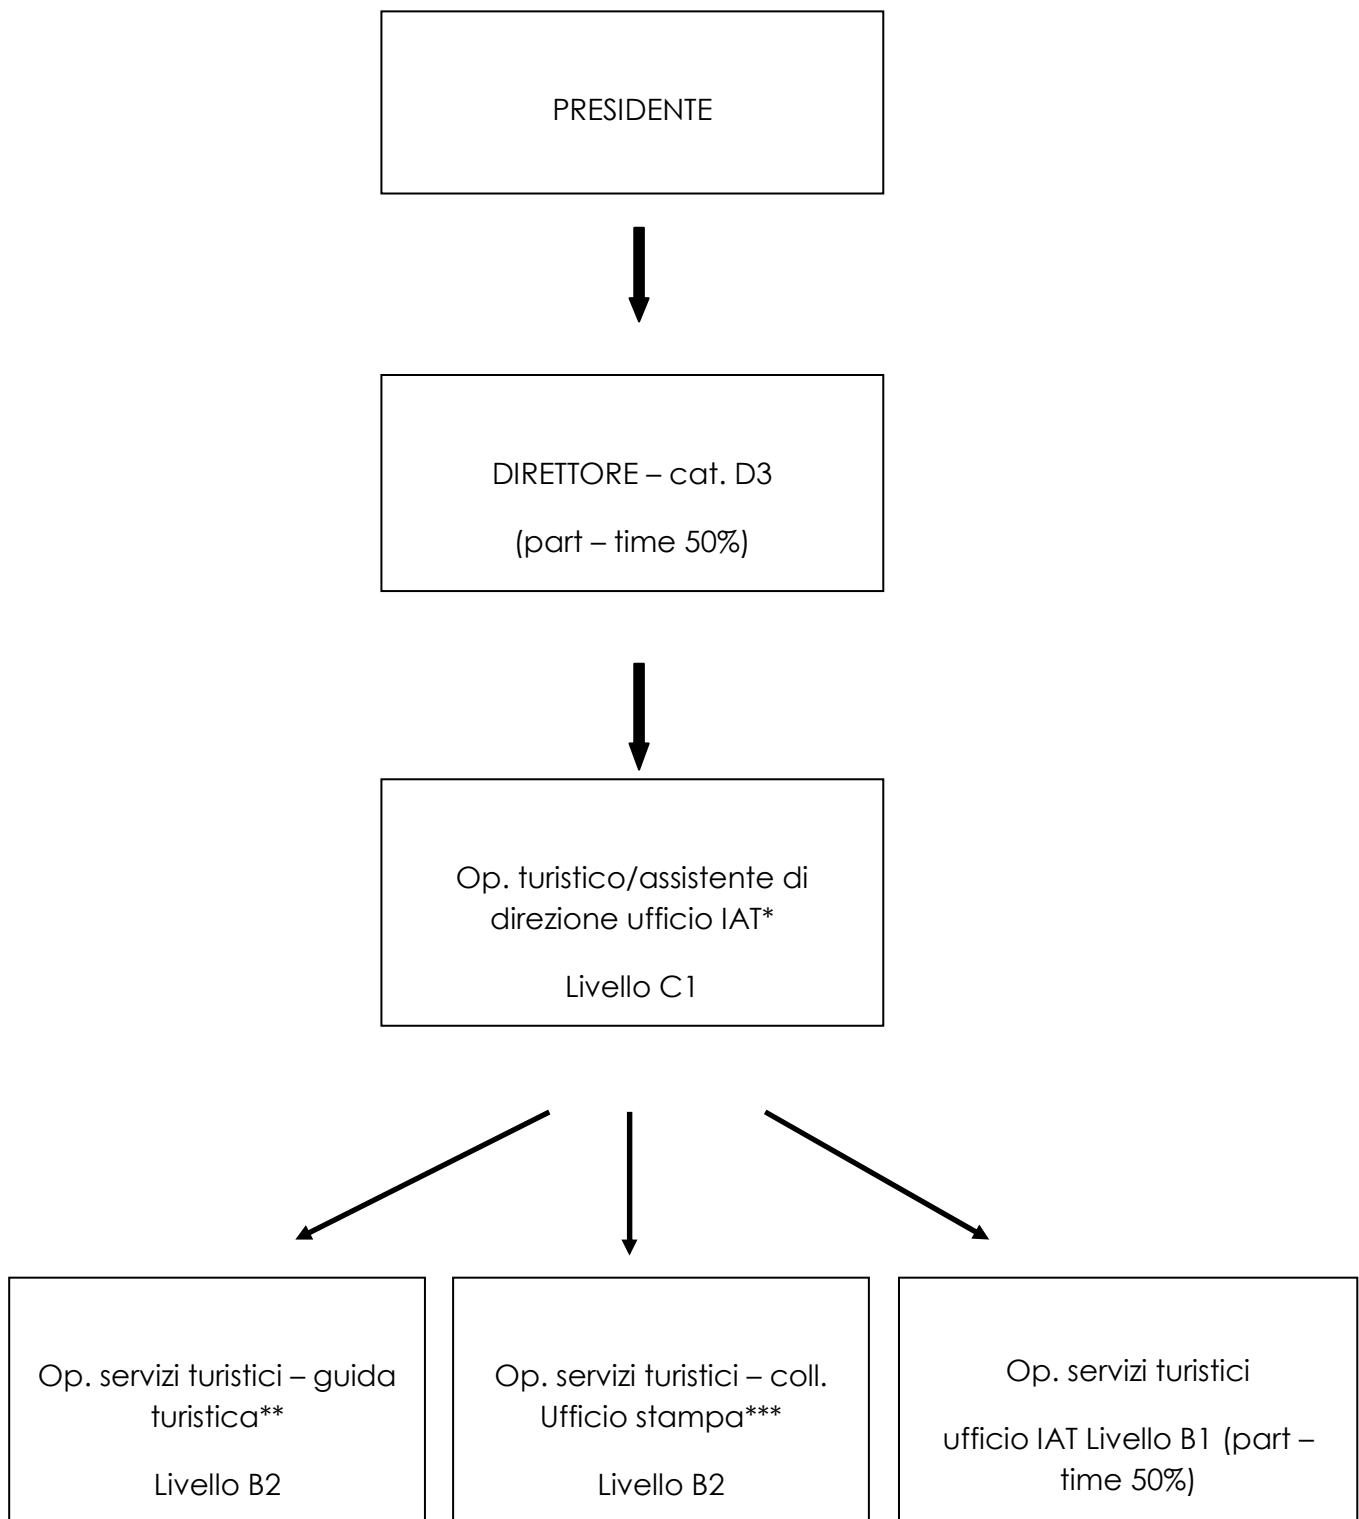 PRESIDENTE
DIRETTORE – cat. D3
(part – time 50%)
Op. turistico/assistente di
direzione ufficio IAT*
Livello C1
Op. servizi turistici – guida
turistica**
Livello B2
Op. servizi turistici – coll.
Ufficio stampa***
Livello B2
Op. servizi turistici
ufficio IAT Livello B1 (part –
time 50%)